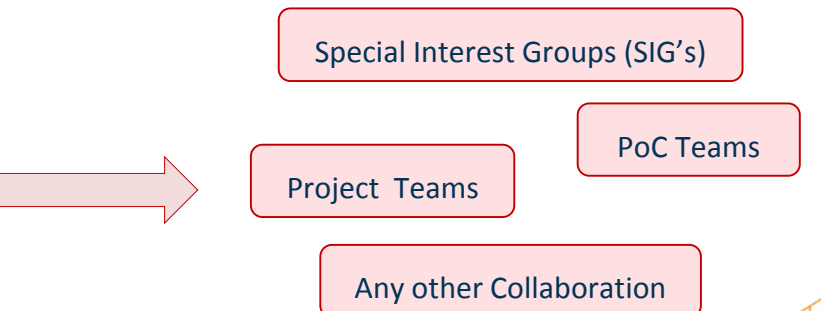 Special Interest Groups (SIG's)
PoC Teams
Project Teams
Any other Collaboration